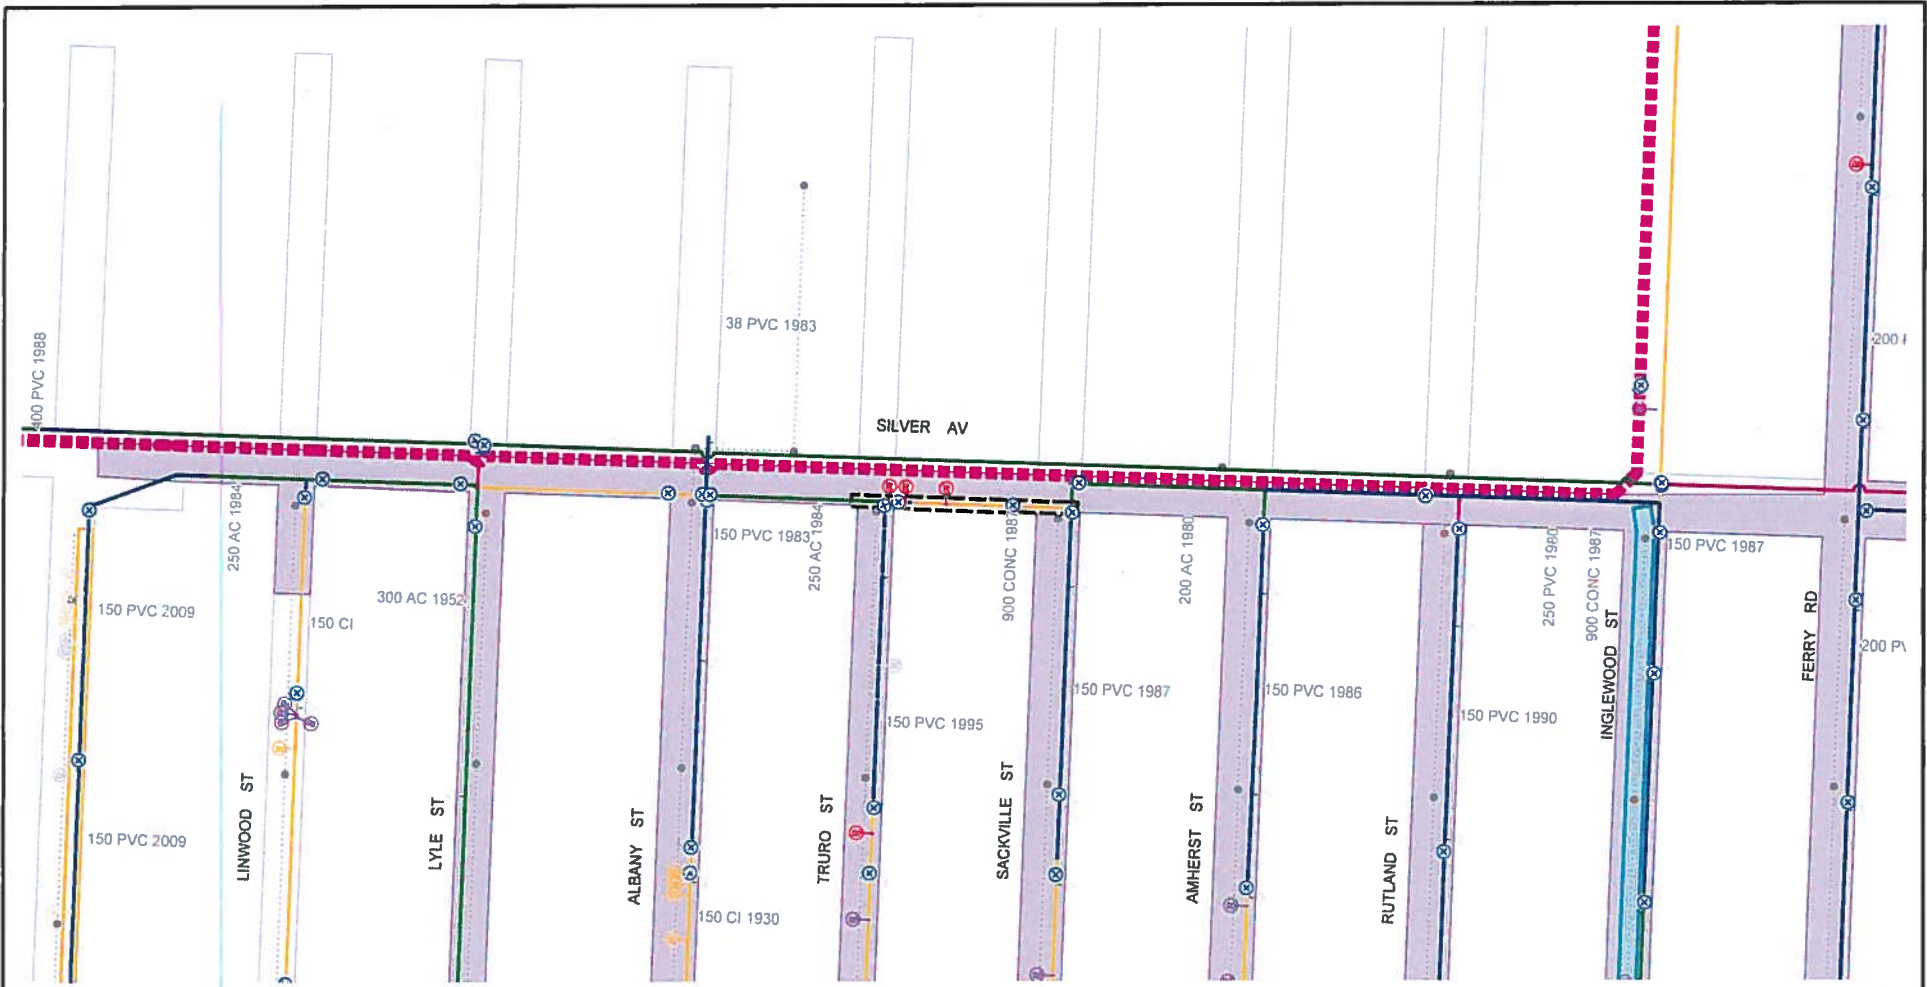 400 PVC 1988
38 PVC 1983
SILVER AV
200
250 AC 1984
150 PVC 1983
250 AC 1984
900 CONC 1987
200 AC 1980
250 PVC 1980
900 CONC 1987
150 PVC 1987
150 PVC 2009
150 CI
300 AC 1952
INGLEWOOD ST
FERRY RD
200 PV
150 PVC 1995
150 PVC 1987
150 PVC 1986
150 PVC 1990
150 PVC 2009
LINWOOD ST
LYLE ST
ALBANY ST
TRURO ST
SACKVILLE ST
AMHERST ST
RUTLAND ST
150 CI 1930